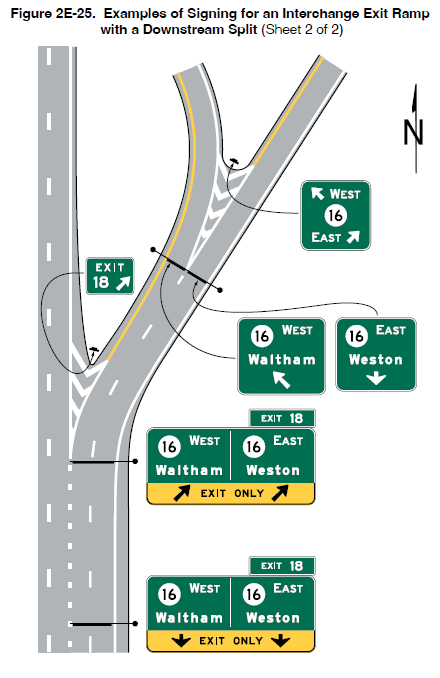 Figure 2E-25. Examples of Signing for an Interchange Exit Ramp
with a Downstream Split (Sheet 2 of 2)
N
WEST
16
EAST
EXIT
18
16 WEST
Waltham
16 EAST
Weston
EXIT 18
16 WEST 16 EAST
Waltham Weston
EXIT ONLY
EXIT 18
16 WEST 16 EAST
Waltham Weston
EXIT ONLY